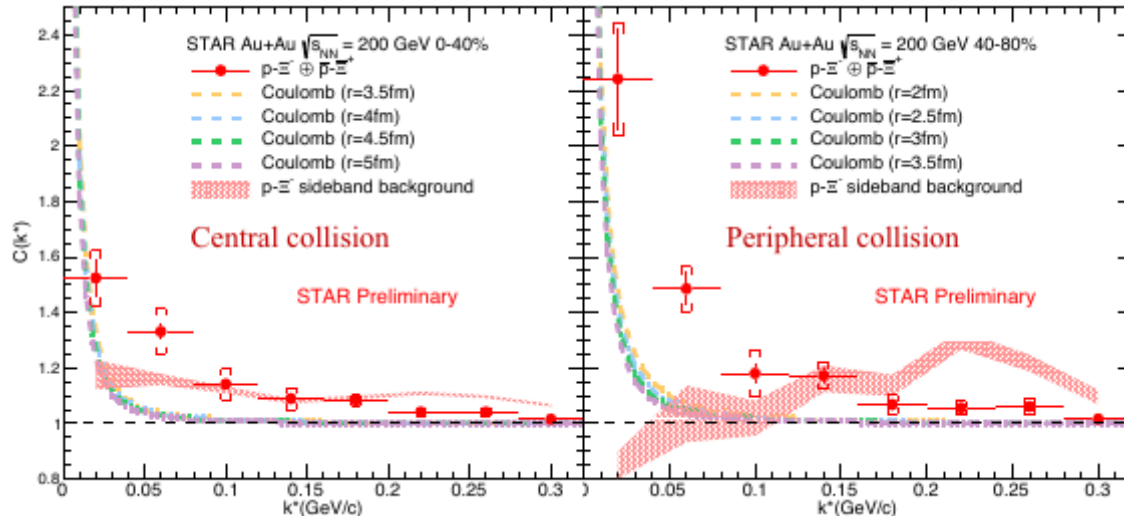 STAR Au+Au √s_NN = 200 GeV 0-40%
p-Ξ⁻ ⊕ p̄-Ξ̄⁺
Coulomb (r=3.5fm)
Coulomb (r=4fm)
Coulomb (r=4.5fm)
Coulomb (r=5fm)
p-Ξ⁻ sideband background
Central collision
STAR Preliminary
C(k*)
2.4
2.2
2
1.8
1.6
1.4
1.2
1
0.8
0
0.05
0.1
0.15
0.2
0.25
0.3
k*(GeV/c)
STAR Au+Au √s_NN = 200 GeV 40-80%
p-Ξ⁻ ⊕ p̄-Ξ̄⁺
Coulomb (r=2fm)
Coulomb (r=2.5fm)
Coulomb (r=3fm)
Coulomb (r=3.5fm)
p-Ξ⁻ sideband background
Peripheral collision
STAR Preliminary
0.05
0.1
0.15
0.2
0.25
0.3
k*(GeV/c)